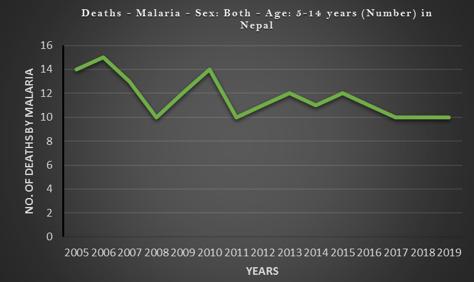 Deaths - Malaria - Sex: Both - Age: 5-14 years (Number) in
Nepal
16
14
12
10
8
6
4
2
0
NO. OF DEATHS BY MALARIA
2005 2006 2007 2008 2009 2010 2011 2012 2013 2014 2015 2016 2017 2018 2019
YEARS